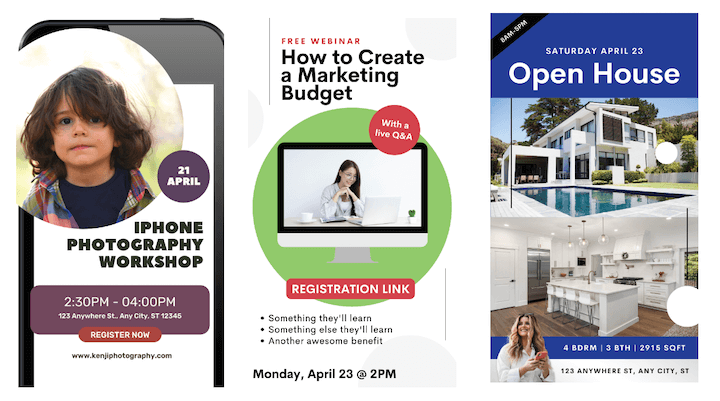 21
APRIL
IPHONE
PHOTOGRAPHY
WORKSHOP
2:30PM - 04:00PM
123 Anywhere St., Any City, ST 12345
REGISTER NOW
www.kenjiphotography.com
FREE WEBINAR
How to Create
a Marketing
Budget
With a
live Q&A
REGISTRATION LINK
• Something they'll learn
• Something else they'll learn
• Another awesome benefit
Monday, April 23 @ 2PM
8AM-5PM
SATURDAY APRIL 23
Open House
4 BDRM | 3 BTH | 2915 SQFT
123 ANYWHERE ST, ANY CITY, ST